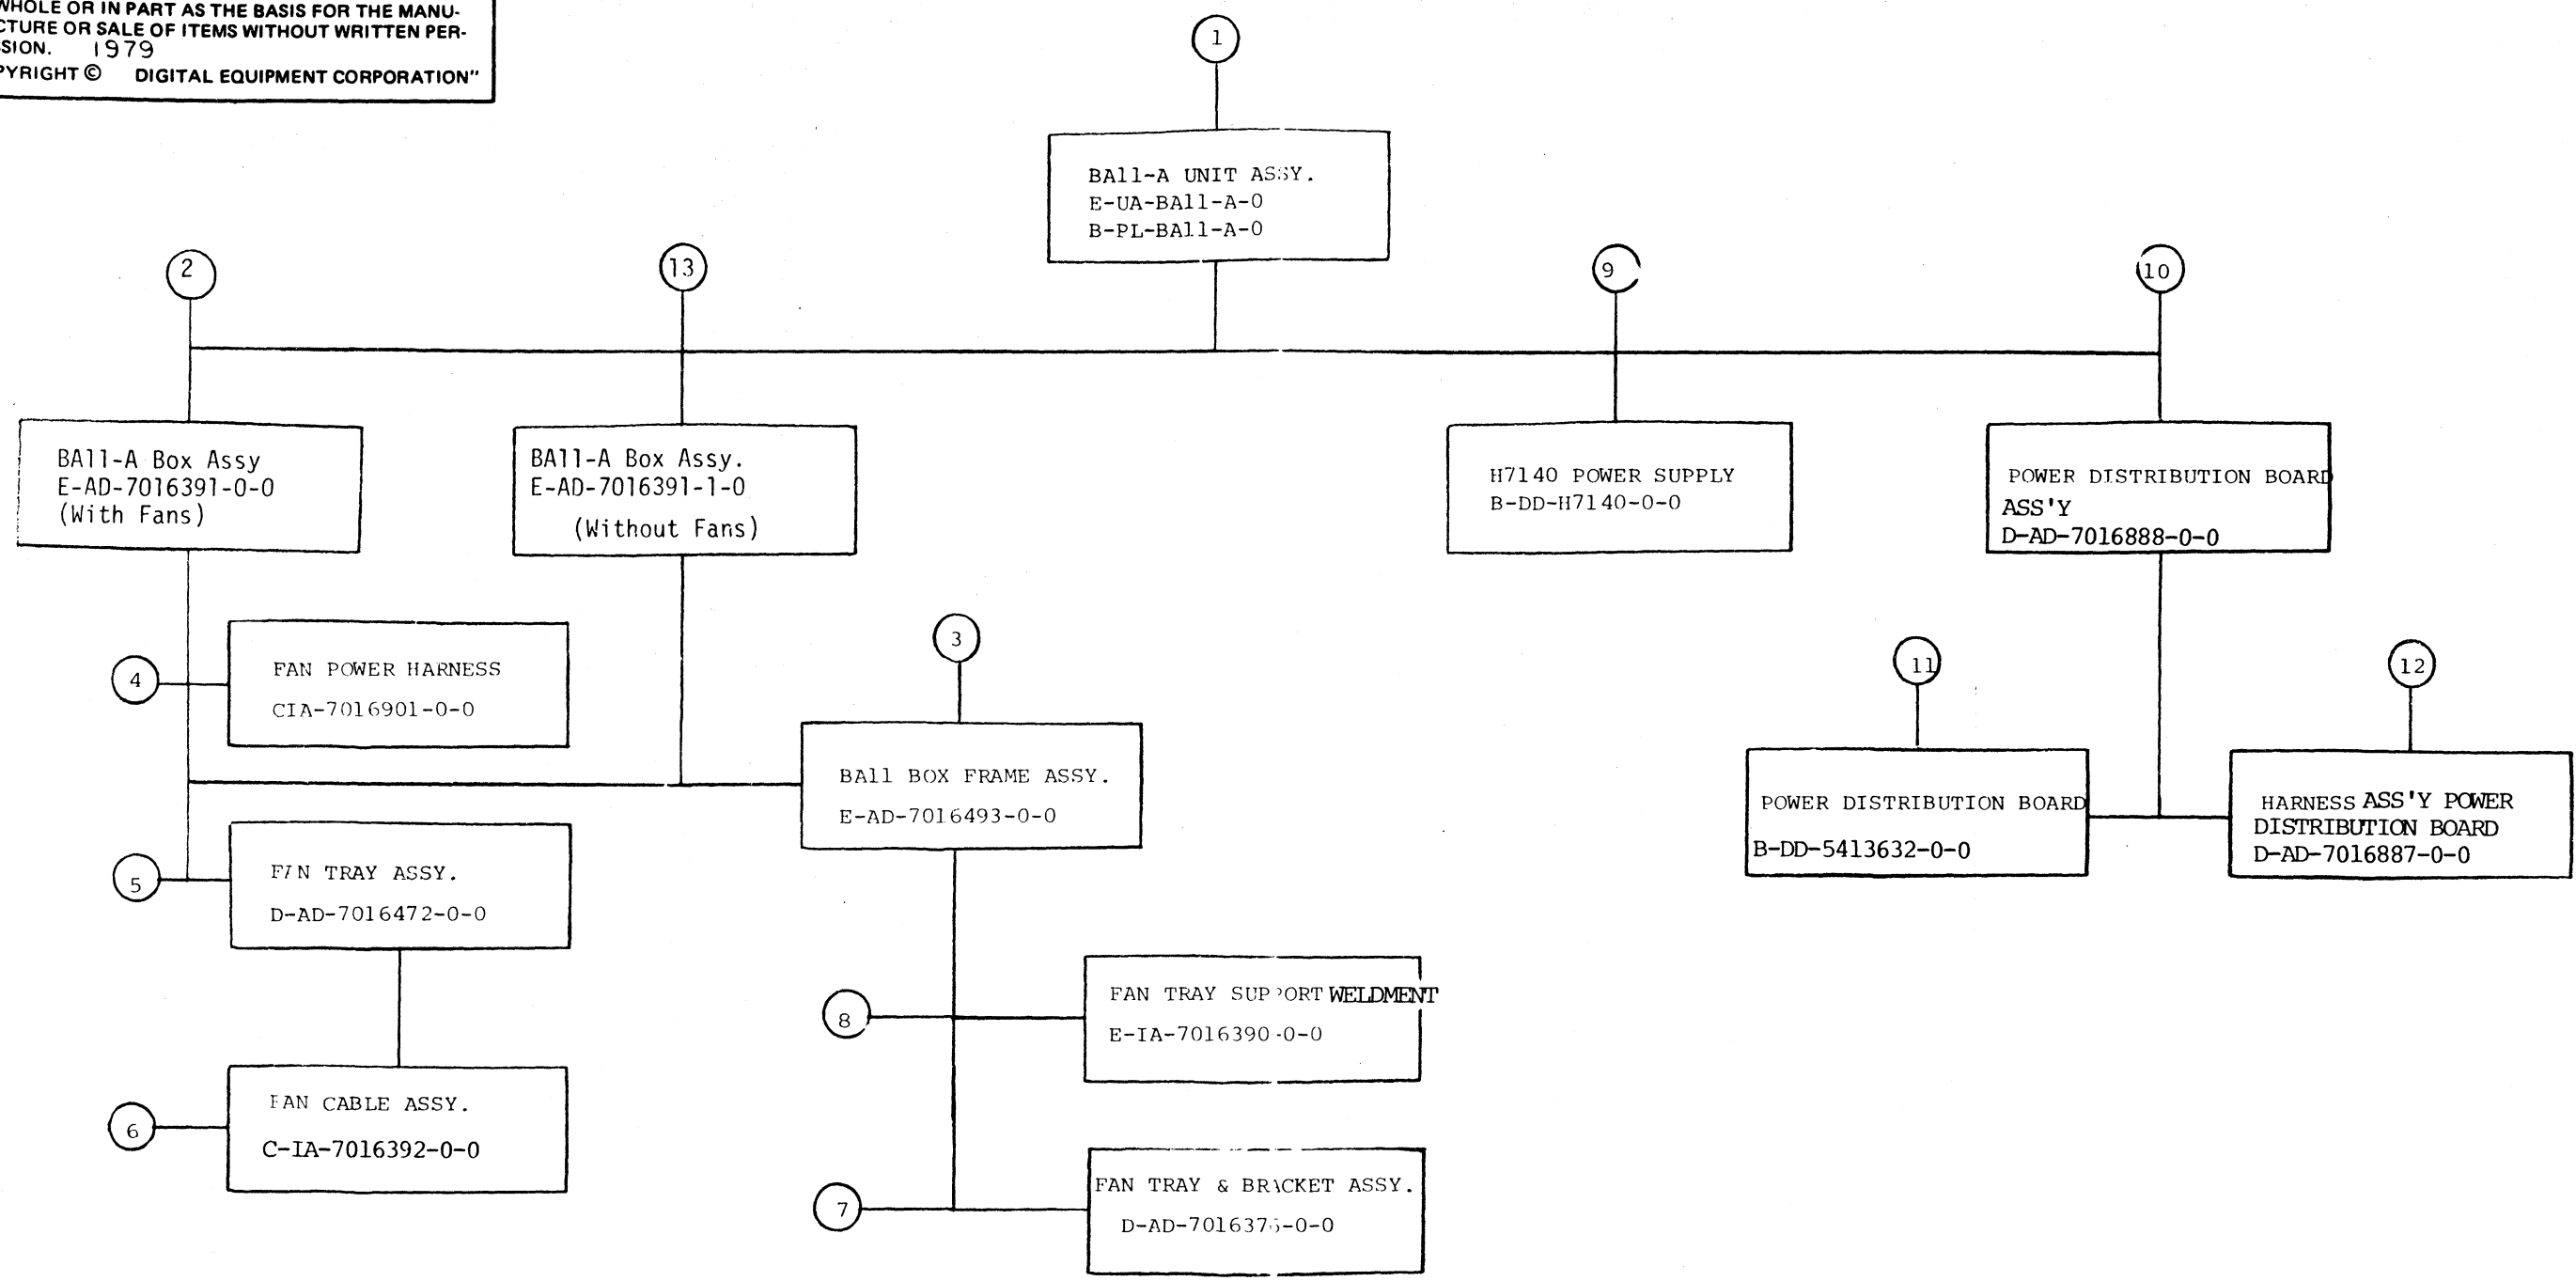 WHOLE OR IN PART AS THE BASIS FOR THE MANU-
CTURE OR SALE OF ITEMS WITHOUT WRITTEN PER-
SSION. 1979
PYRIGHT © DIGITAL EQUIPMENT CORPORATION"
1
BA11-A UNIT ASSY.
E-UA-BA11-A-0
B-PL-BA11-A-0
2
13
9
10
BA11-A Box Assy
E-AD-7016391-0-0
(With Fans)
BA11-A Box Assy.
E-AD-7016391-1-0
(Without Fans)
H7140 POWER SUPPLY
B-DD-H7140-0-0
POWER DISTRIBUTION BOARD
ASS'Y
D-AD-7016888-0-0
4
FAN POWER HARNESS
CIA-7016901-0-0
3
BA11 BOX FRAME ASSY.
E-AD-7016493-0-0
11
POWER DISTRIBUTION BOARD
B-DD-5413632-0-0
12
HARNESS ASS'Y POWER
DISTRIBUTION BOARD
D-AD-7016887-0-0
5
FAN TRAY ASSY.
D-AD-7016472-0-0
8
FAN TRAY SUPPORT WELDMENT
E-IA-7016390-0-0
6
FAN CABLE ASSY.
C-IA-7016392-0-0
7
FAN TRAY & BRACKET ASSY.